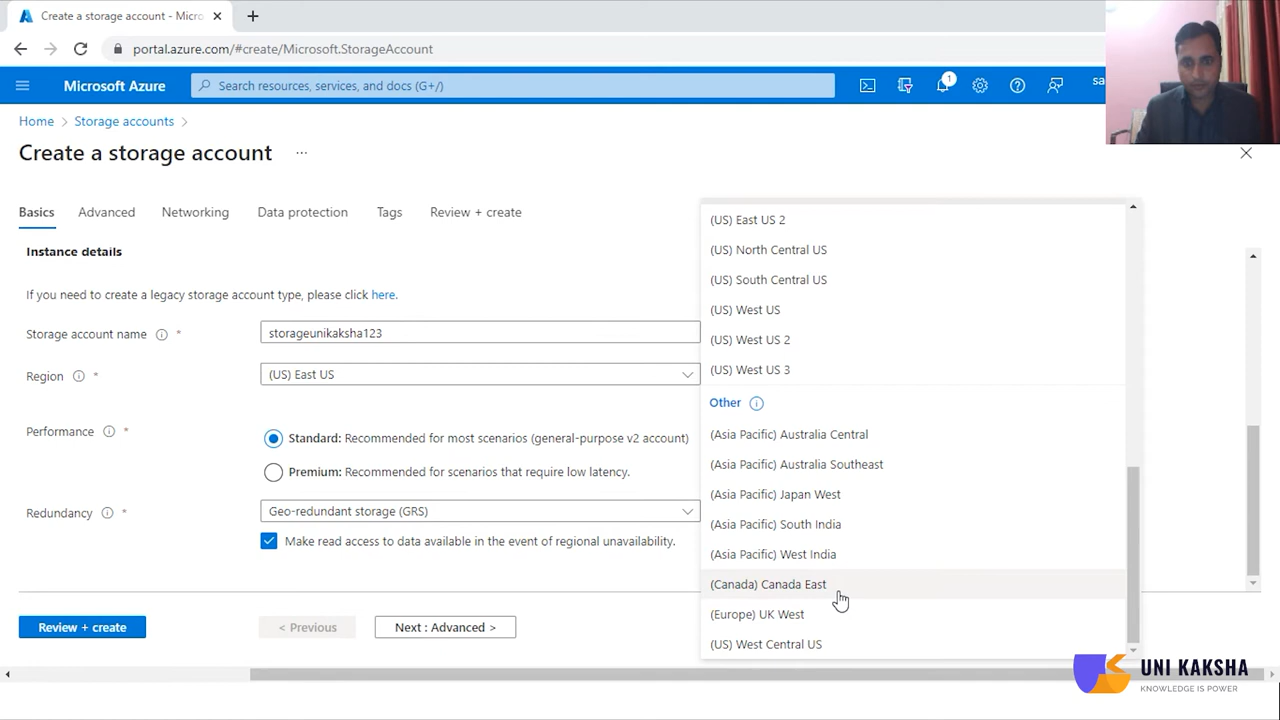 Create a storage account - Micro
portal.azure.com/#create/Microsoft.StorageAccount
Microsoft Azure
Search resources, services, and docs (G+/)
1
sa
Home > Storage accounts >
Create a storage account ...
Basics
Advanced
Networking
Data protection
Tags
Review + create
Instance details
If you need to create a legacy storage account type, please click here.
Storage account name *
storageunikaksha123
Region *
(US) East US
Performance *
Standard: Recommended for most scenarios (general-purpose v2 account)
Premium: Recommended for scenarios that require low latency.
Redundancy *
Geo-redundant storage (GRS)
Make read access to data available in the event of regional unavailability.
Review + create
< Previous
Next : Advanced >
(US) East US 2
(US) North Central US
(US) South Central US
(US) West US
(US) West US 2
(US) West US 3
Other
(Asia Pacific) Australia Central
(Asia Pacific) Australia Southeast
(Asia Pacific) Japan West
(Asia Pacific) South India
(Asia Pacific) West India
(Canada) Canada East
(Europe) UK West
(US) West Central US
UNI KAKSHA
KNOWLEDGE IS POWER